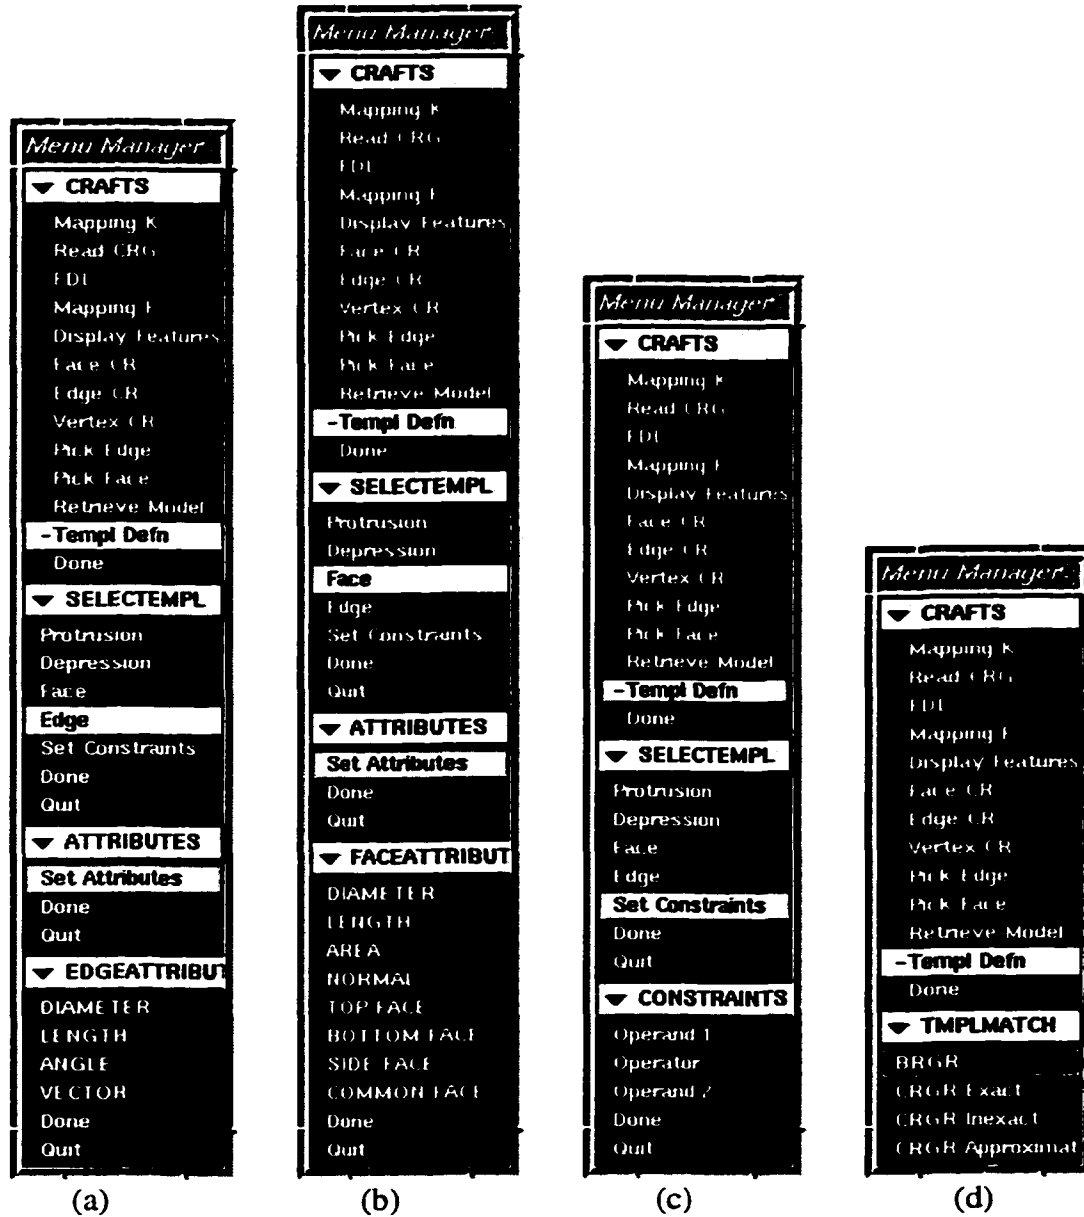 Menu Manager
CRAFTS
Mapping K
Read CRG
FDL
Mapping F
Display Features
Face CR
Edge CR
Vertex CR
Pick Edge
Pick Face
Retrieve Model
-Templ Defn
Done
SELECTEMPL
Protrusion
Depression
Face
Edge
Set Constraints
Done
Quit
ATTRIBUTES
Set Attributes
Done
Quit
EDGEATTRIBUT
DIAMETER
LENGTH
ANGLE
VECTOR
Done
Quit
(a)
Menu Manager
CRAFTS
Mapping K
Read CRG
FDL
Mapping F
Display Features
Face CR
Edge CR
Vertex CR
Pick Edge
Pick Face
Retrieve Model
-Templ Defn
Done
SELECTEMPL
Protrusion
Depression
Face
Edge
Set Constraints
Done
Quit
ATTRIBUTES
Set Attributes
Done
Quit
FACEATTRIBUT
DIAMETER
LENGTH
AREA
NORMAL
TOP FACE
BOTTOM FACE
SIDE FACE
COMMON FACE
Done
Quit
(b)
Menu Manager
CRAFTS
Mapping K
Read CRG
FDL
Mapping F
Display Features
Face CR
Edge CR
Vertex CR
Pick Edge
Pick Face
Retrieve Model
-Templ Defn
Done
SELECTEMPL
Protrusion
Depression
Face
Edge
Set Constraints
Done
Quit
CONSTRAINTS
Operand 1
Operator
Operand 2
Done
Quit
(c)
Menu Manager
CRAFTS
Mapping K
Read CRG
FDL
Mapping F
Display Features
Face CR
Edge CR
Vertex CR
Pick Edge
Pick Face
Retrieve Model
-Templ Defn
Done
TMPLMATCH
BRGR
CRGR Exact
CRGR Inexact
CRGR Approximat
(d)